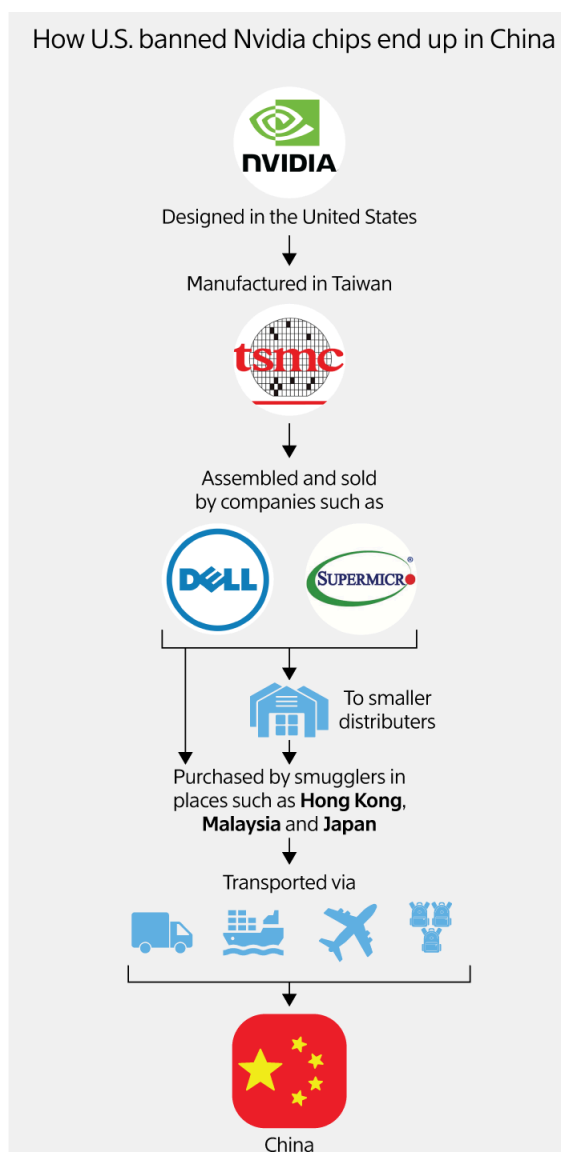 How U.S. banned Nvidia chips end up in China
NVIDIA
Designed in the United States
Manufactured in Taiwan
tsmc
Assembled and sold
by companies such as
DELL
SUPERMICRO®
To smaller
distributers
Purchased by smugglers in
places such as Hong Kong,
Malaysia and Japan
Transported via
China